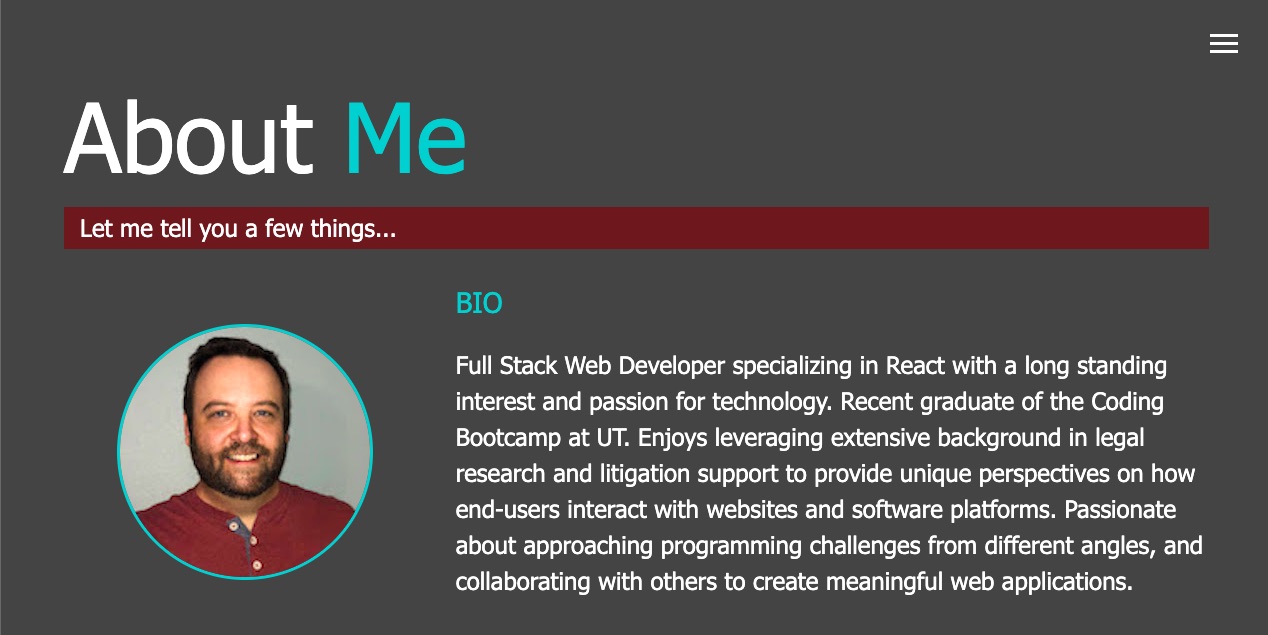 About Me
Let me tell you a few things...
BIO
Full Stack Web Developer specializing in React with a long standing
interest and passion for technology. Recent graduate of the Coding
Bootcamp at UT. Enjoys leveraging extensive background in legal
research and litigation support to provide unique perspectives on how
end-users interact with websites and software platforms. Passionate
about approaching programming challenges from different angles, and
collaborating with others to create meaningful web applications.